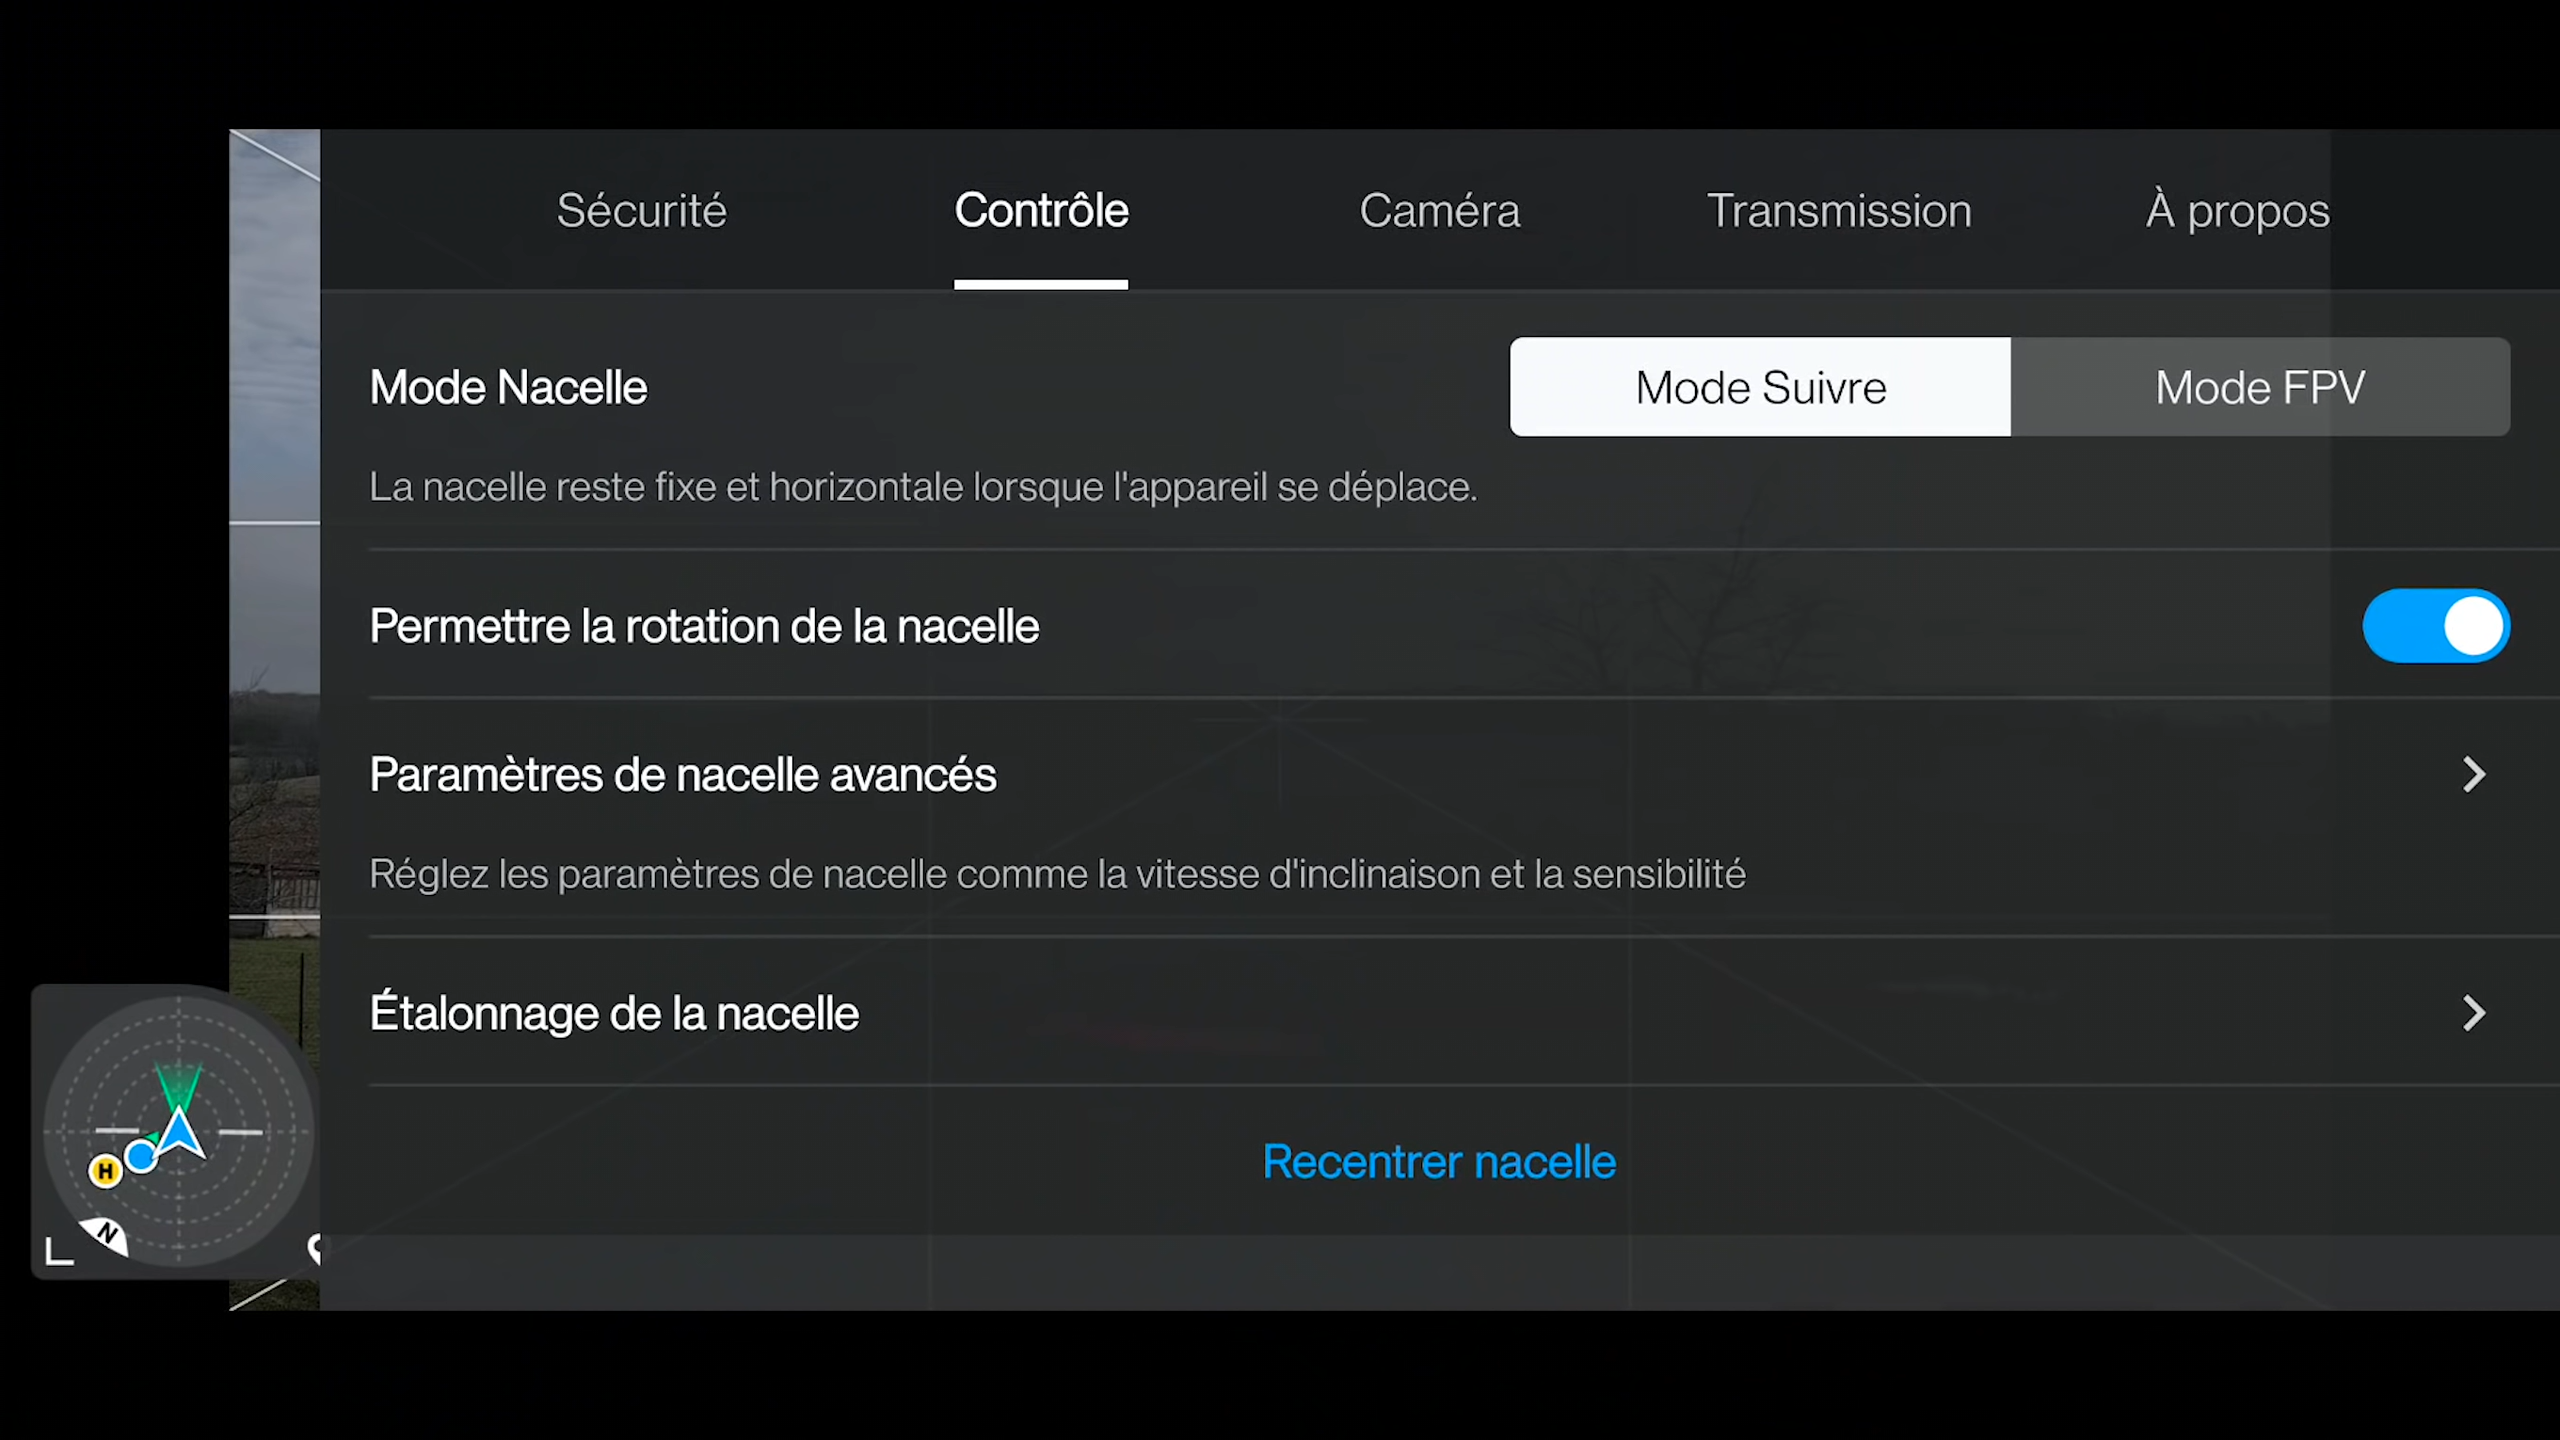 Sécurité Contrôle Caméra Transmission À propos
Mode Nacelle Mode Suivre Mode FPV
La nacelle reste fixe et horizontale lorsque l'appareil se déplace.
Permettre la rotation de la nacelle
Paramètres de nacelle avancés
Réglez les paramètres de nacelle comme la vitesse d'inclinaison et la sensibilité
Étalonnage de la nacelle
H
N
Recentrer nacelle